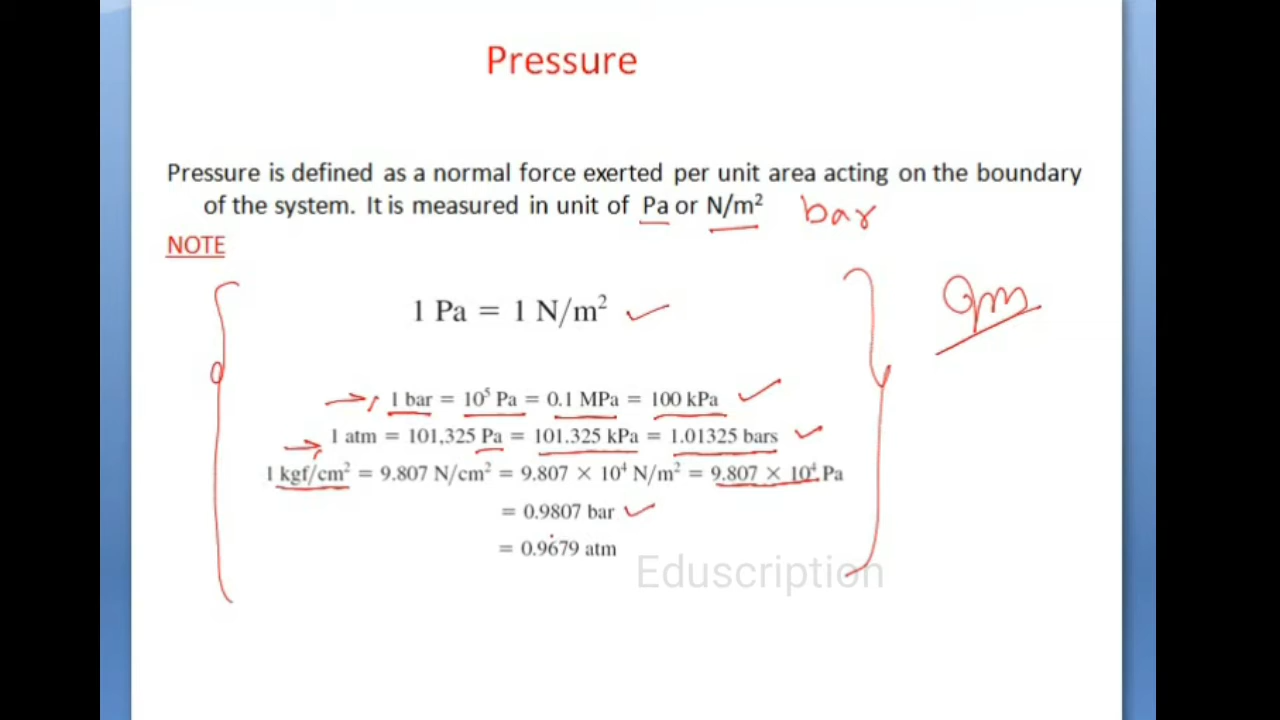 Pressure
Pressure is defined as a normal force exerted per unit area acting on the boundary
of the system. It is measured in unit of Pa or N/m² bar
NOTE
1 Pa = 1 N/m²
1 bar = 10⁵ Pa = 0.1 MPa = 100 kPa
1 atm = 101,325 Pa = 101.325 kPa = 1.01325 bars
1 kgf/cm² = 9.807 N/cm² = 9.807 × 10⁴ N/m² = 9.807 × 10⁴ Pa
= 0.9807 bar
= 0.9679 atm
Eduscription